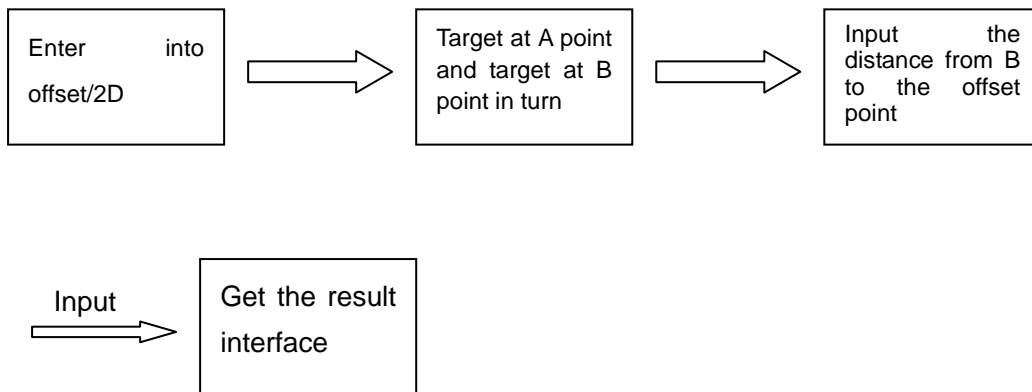 Enter into
offset/2D
Target at A point
and target at B
point in turn
Input the
distance from B
to the offset
point
Input
Get the result
interface